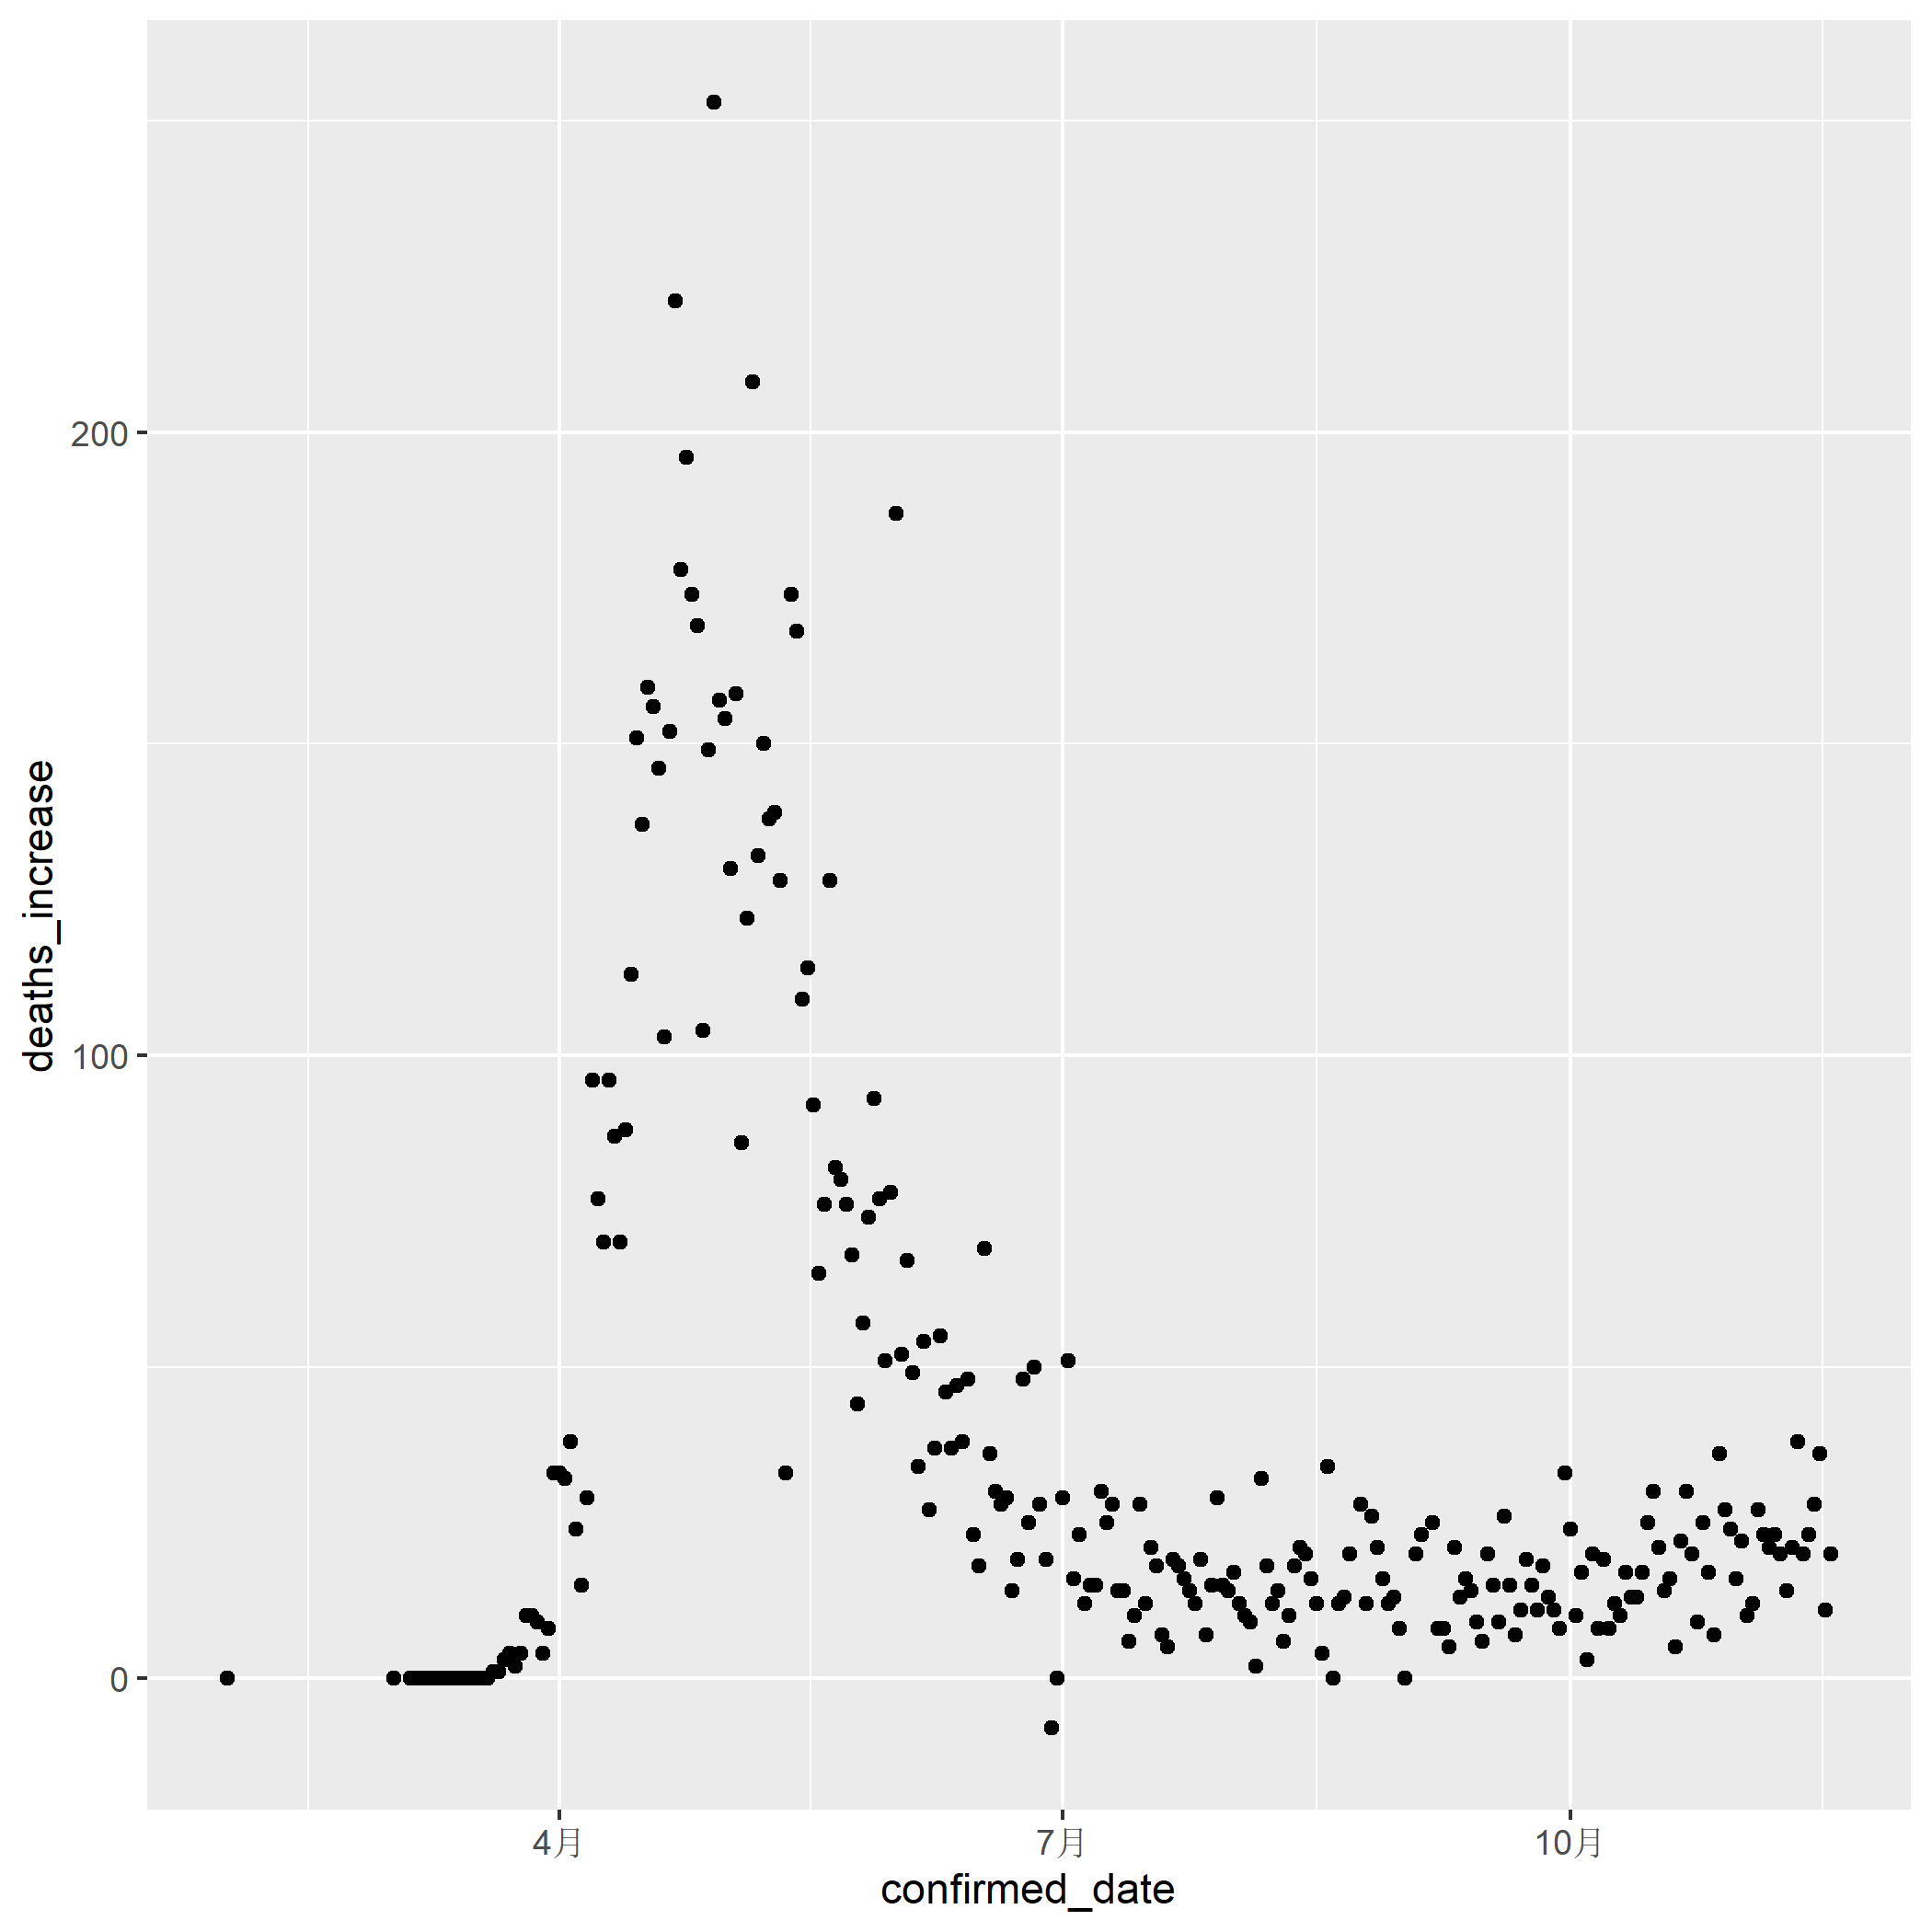 deaths_increase
200
100
0
4月
7月
10月
confirmed_date